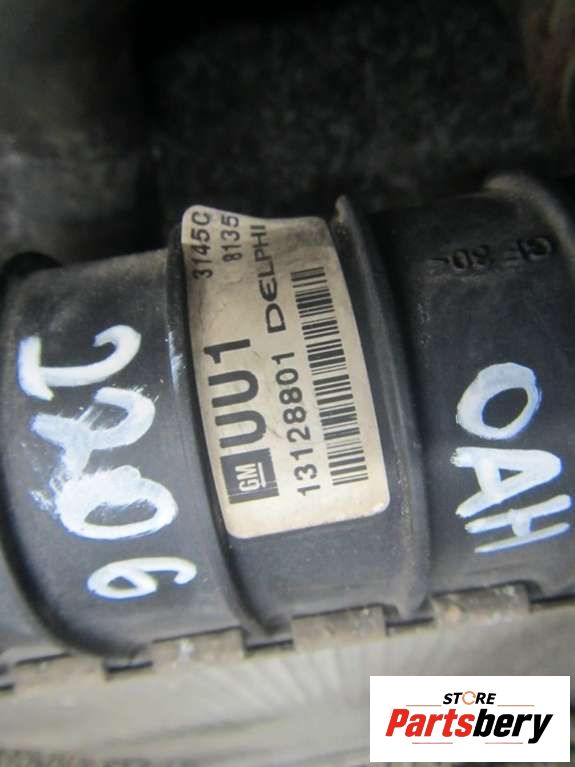 3145C
8135
UU1
GM
13128801 DELPHI
2206
OAH
STORE
Partsbery